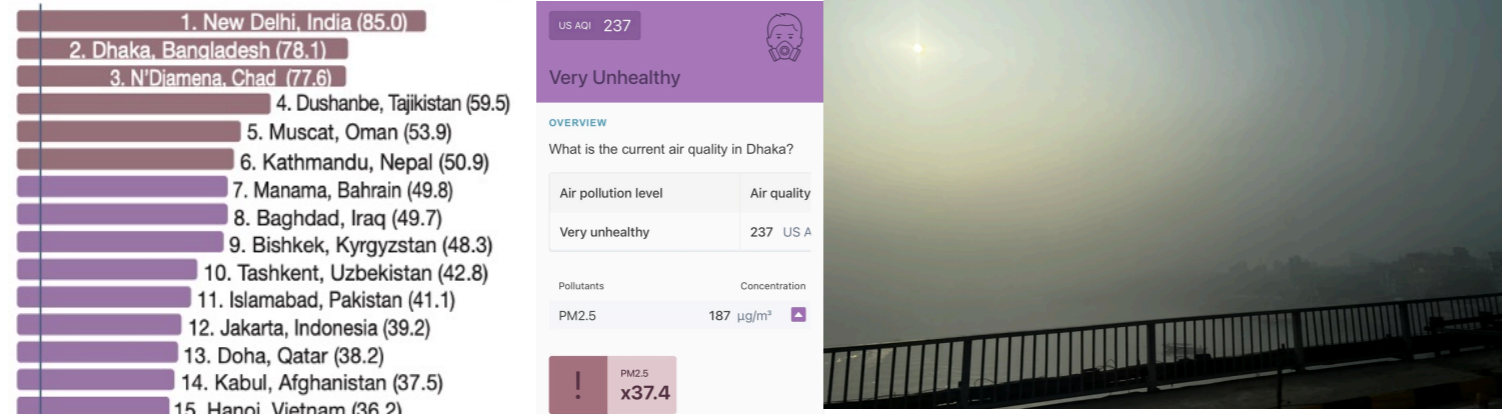 1. New Delhi, India (85.0)
2. Dhaka, Bangladesh (78.1)
3. N'Djamena, Chad (77.6)
4. Dushanbe, Tajikistan (59.5)
5. Muscat, Oman (53.9)
6. Kathmandu, Nepal (50.9)
7. Manama, Bahrain (49.8)
8. Baghdad, Iraq (49.7)
9. Bishkek, Kyrgyzstan (48.3)
10. Tashkent, Uzbekistan (42.8)
11. Islamabad, Pakistan (41.1)
12. Jakarta, Indonesia (39.2)
13. Doha, Qatar (38.2)
14. Kabul, Afghanistan (37.5)
15. Hanoi, Vietnam (36.2)
US AQI 237
Very Unhealthy
OVERVIEW
What is the current air quality in Dhaka?
Air pollution level Air quality
Very unhealthy 237 US A
Pollutants Concentration
PM2.5 187 µg/m³
! PM2.5
x37.4